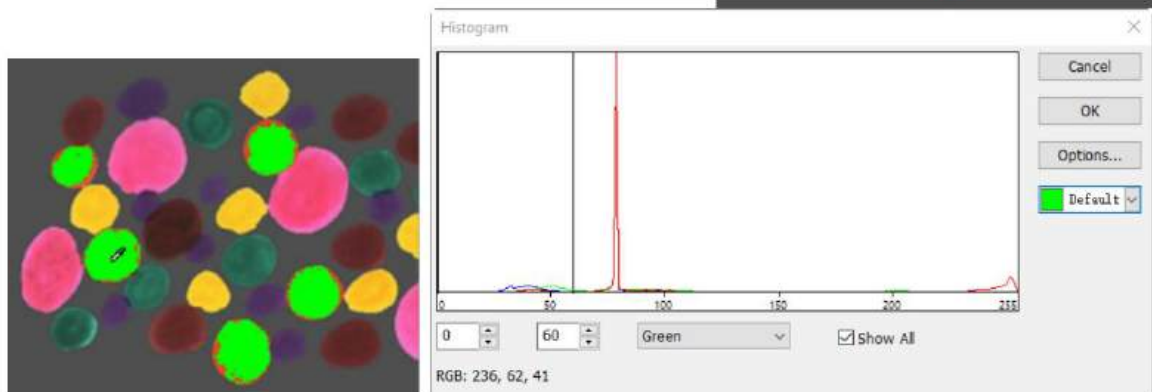 Histogram
Cancel
OK
Options...
Default
0 50 100 150 200 255
0 60 Green Show All
RGB: 236, 62, 41